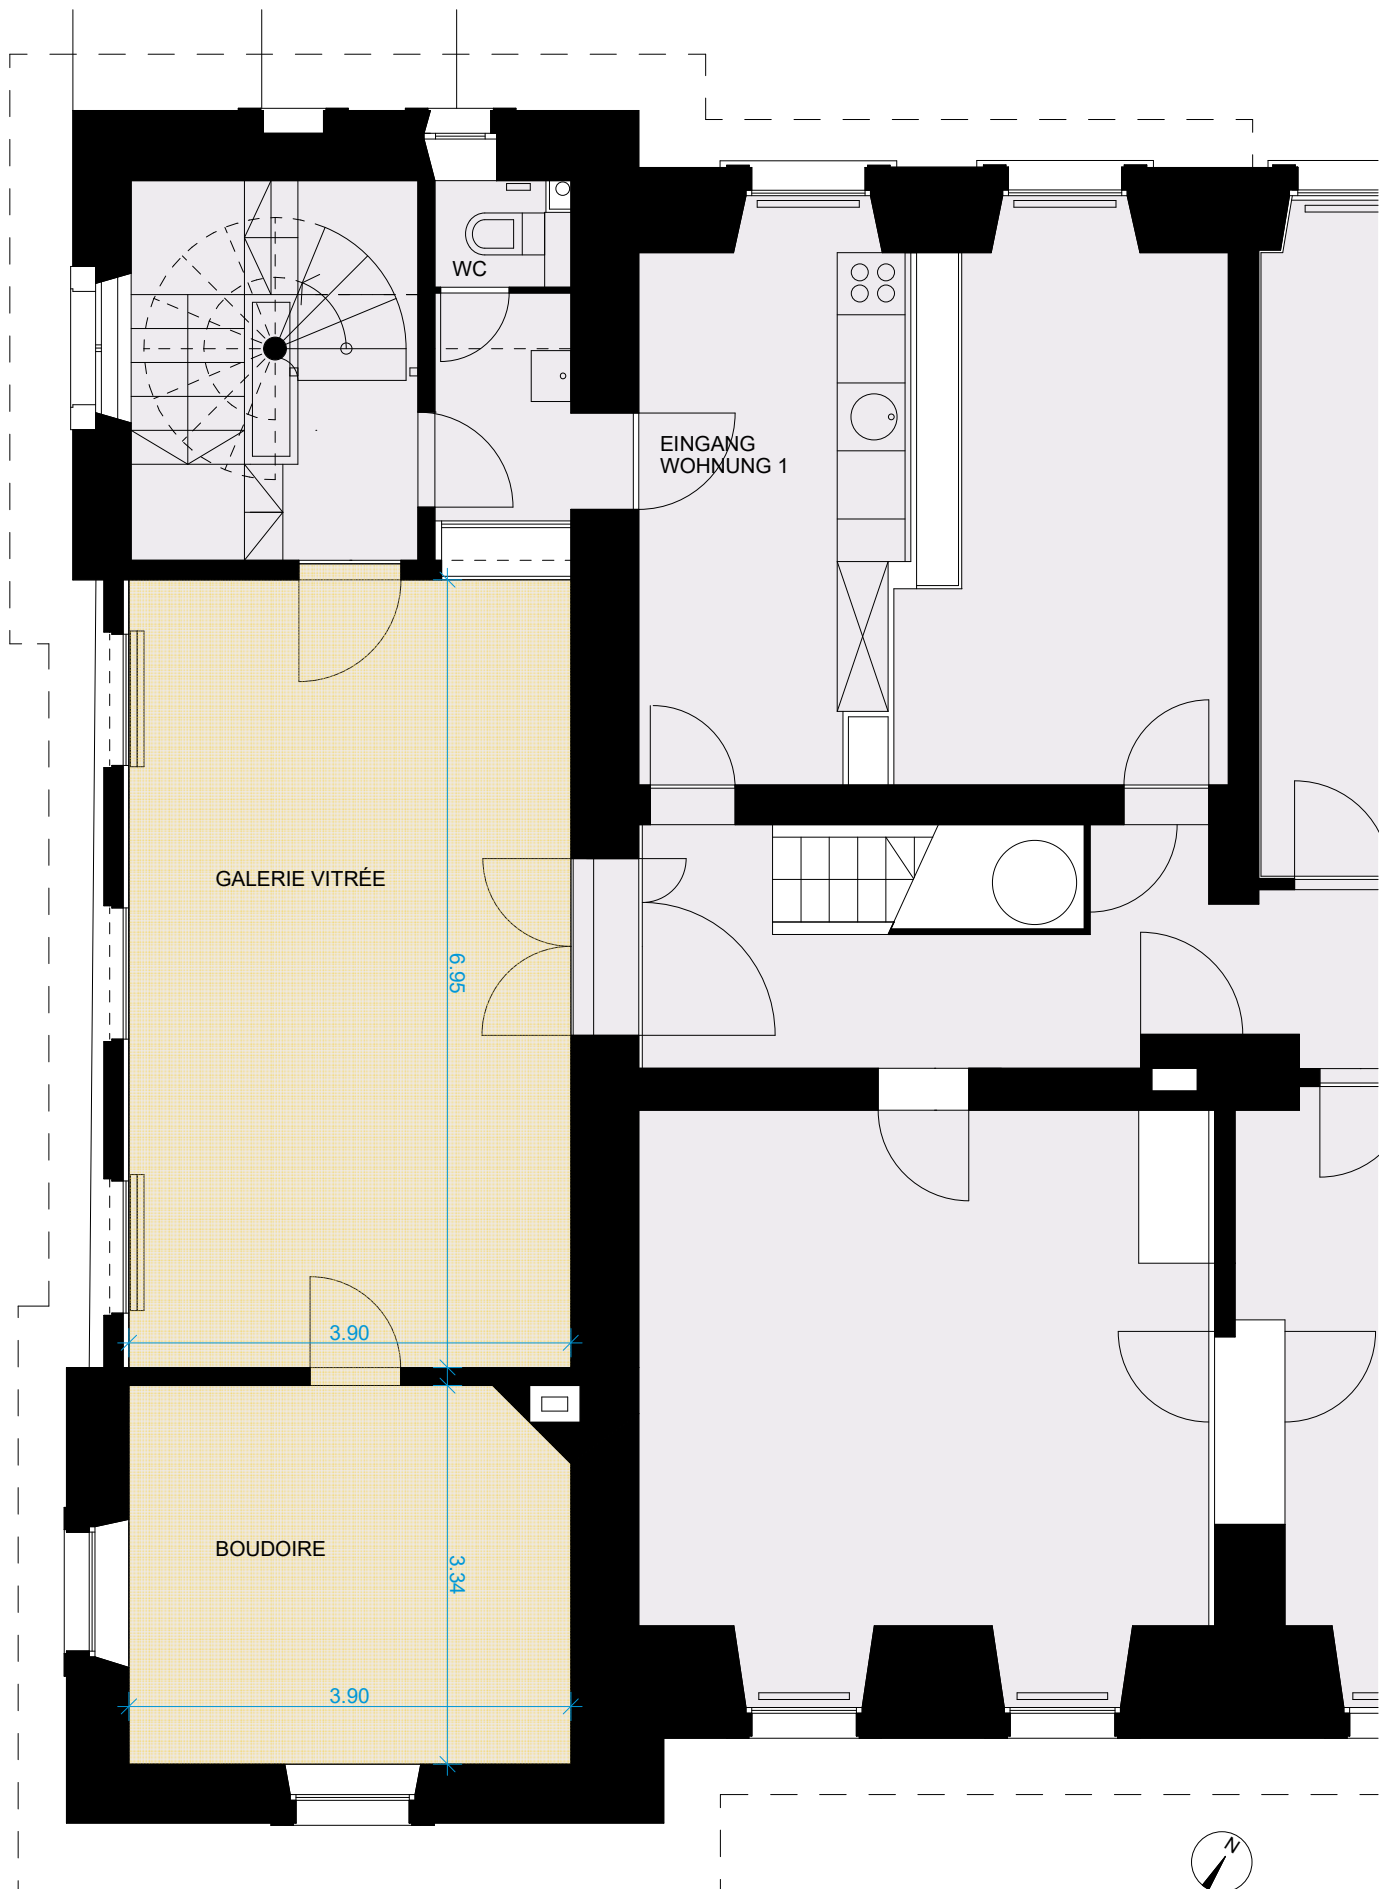 WC
EINGANG
WOHNUNG 1
GALERIE VITRÉE
6.95
3.90
BOUDOIRE
3.34
3.90
N